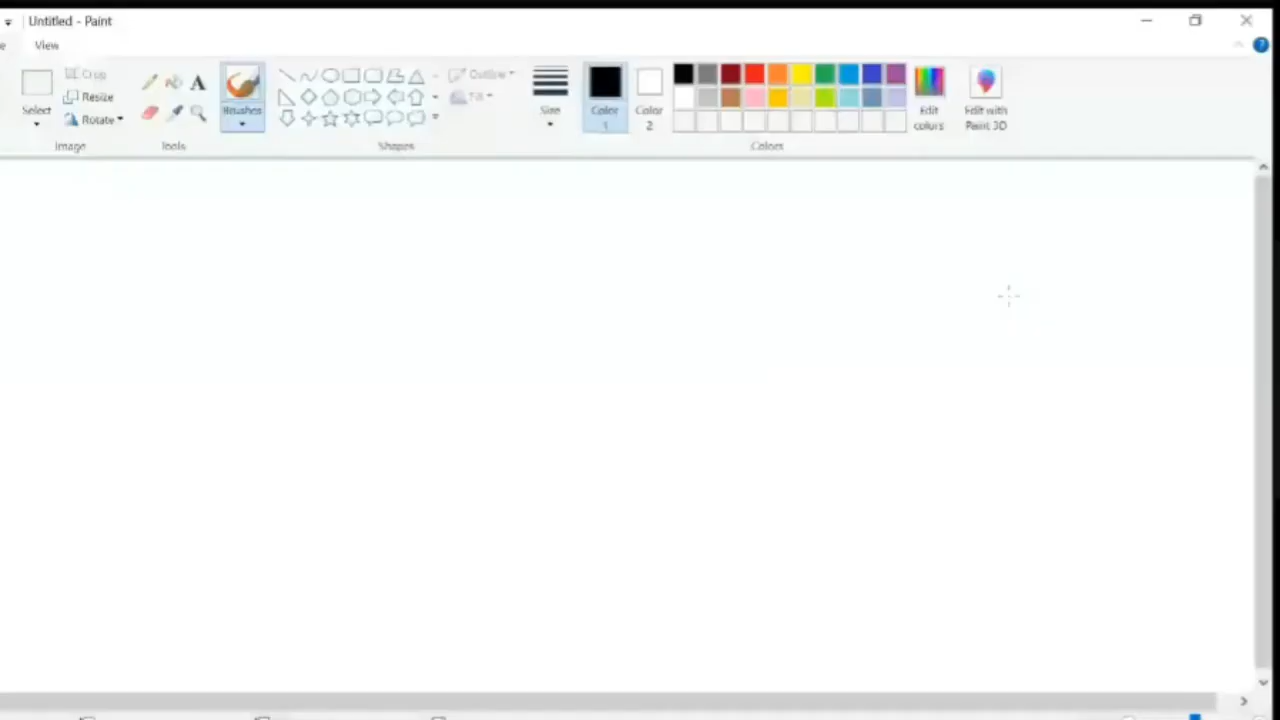 Untitled - Paint
View
Crop
Resize
Rotate
Select
Image
A
Tools
Brushes
Outline
Fill
Shapes
Size
Color 1
Color 2
Colors
Edit colors
Edit with Paint 3D
?